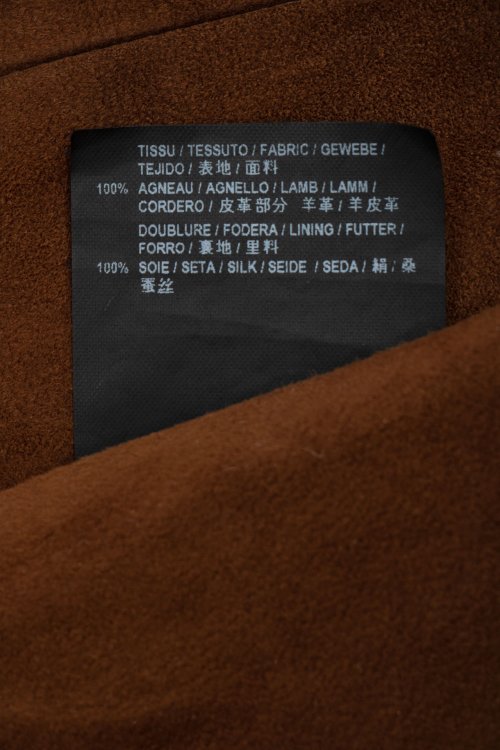 TISSU / TESSUTO / FABRIC / GEWEBE /
TEJIDO / 表地 / 面料
100% AGNEAU / AGNELLO / LAMB / LAMM /
CORDERO / 皮革部分 羊革 / 羊皮革
DOUBLURE / FODERA / LINING / FUTTER /
FORRO / 裏地 / 里料
100% SOIE / SETA / SILK / SEIDE / SEDA / 絹 / 桑
蚕丝